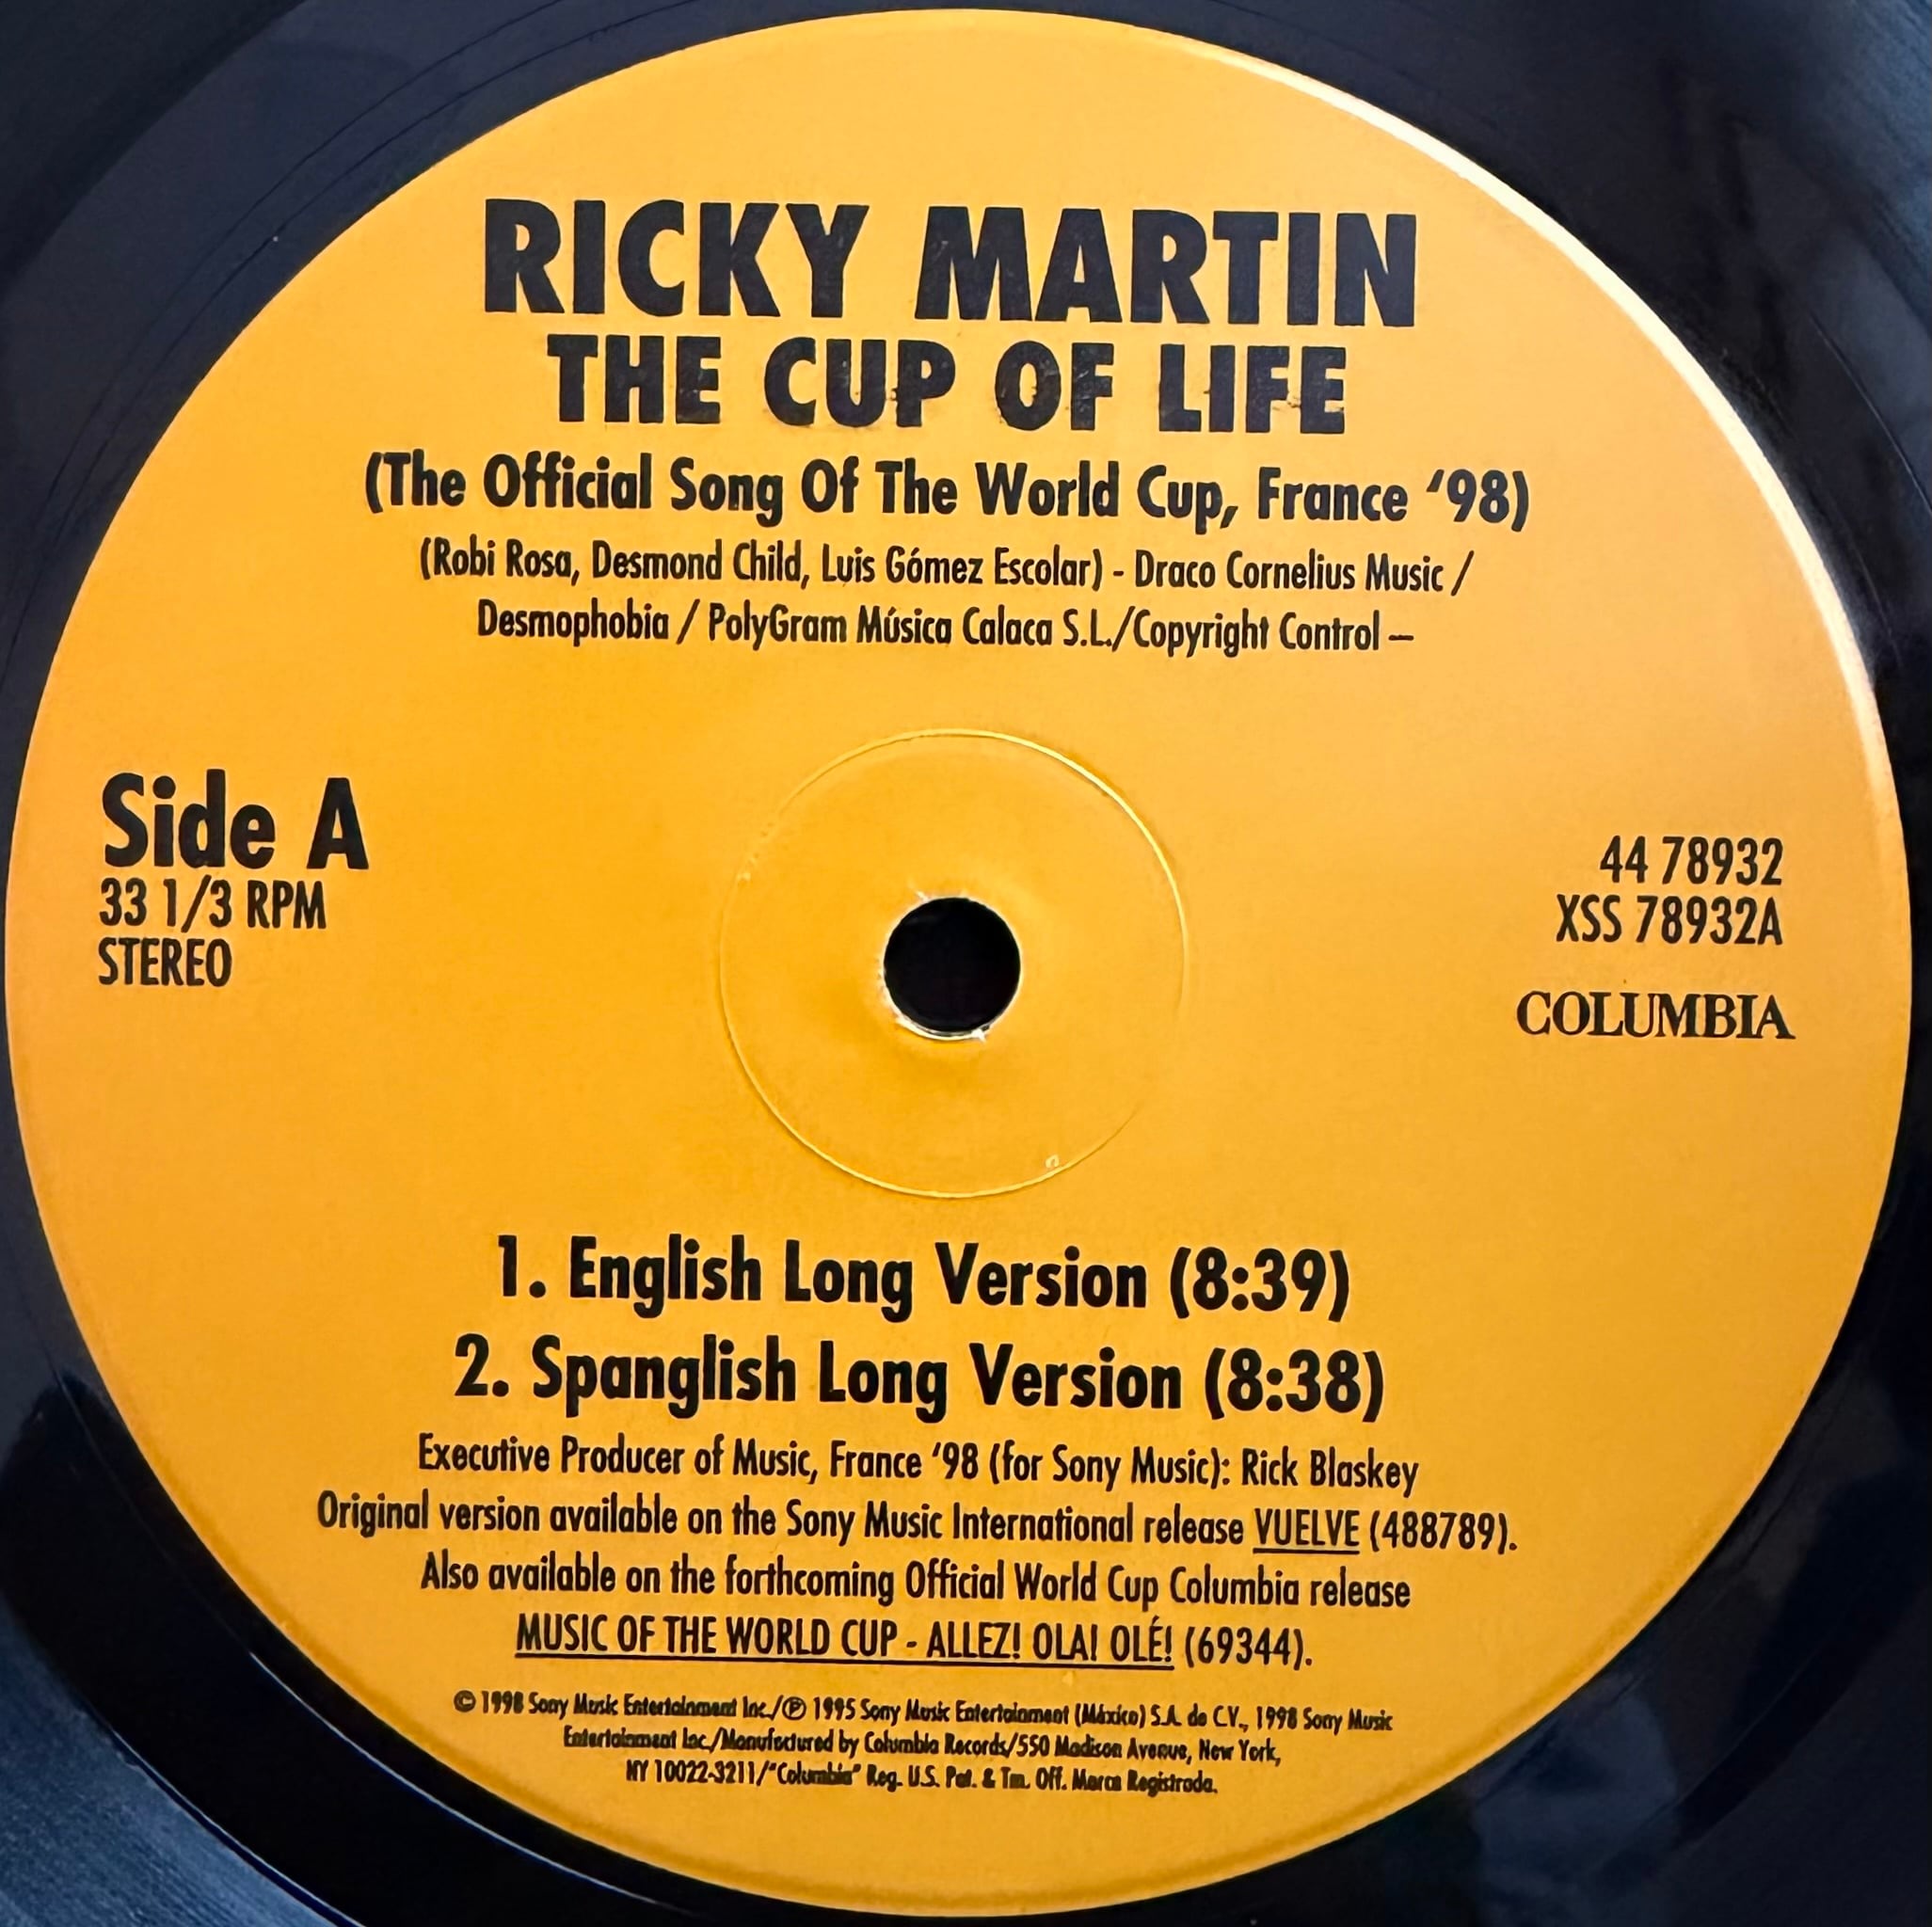 RICKY MARTIN
THE CUP OF LIFE
(The Official Song Of The World Cup, France ‘98)
(Robi Rosa, Desmond Child, Luis Gómez Escolar) - Draco Cornelius Music /
Desmophobia / PolyGram Música Calaca S.L./Copyright Control –
Side A
33 1/3 RPM
STEREO
44 78932
XSS 78932A
COLUMBIA
1. English Long Version (8:39)
2. Spanglish Long Version (8:38)
Executive Producer of Music, France ‘98 (for Sony Music): Rick Blaskey
Original version available on the Sony Music International release VUELVE (488789).
Also available on the forthcoming Official World Cup Columbia release
MUSIC OF THE WORLD CUP - ALLEZ! OLA! OLÉ! (69344).
© 1998 Sony Music Entertainment Inc./℗ 1995 Sony Music Entertainment (México) S.A. de C.V., 1998 Sony Music
Entertainment Inc./Manufactured by Columbia Records/550 Madison Avenue, New York,
NY 10022-3211/"Columbia" Reg. U.S. Pat. & Tm. Off. Marca Registrada.